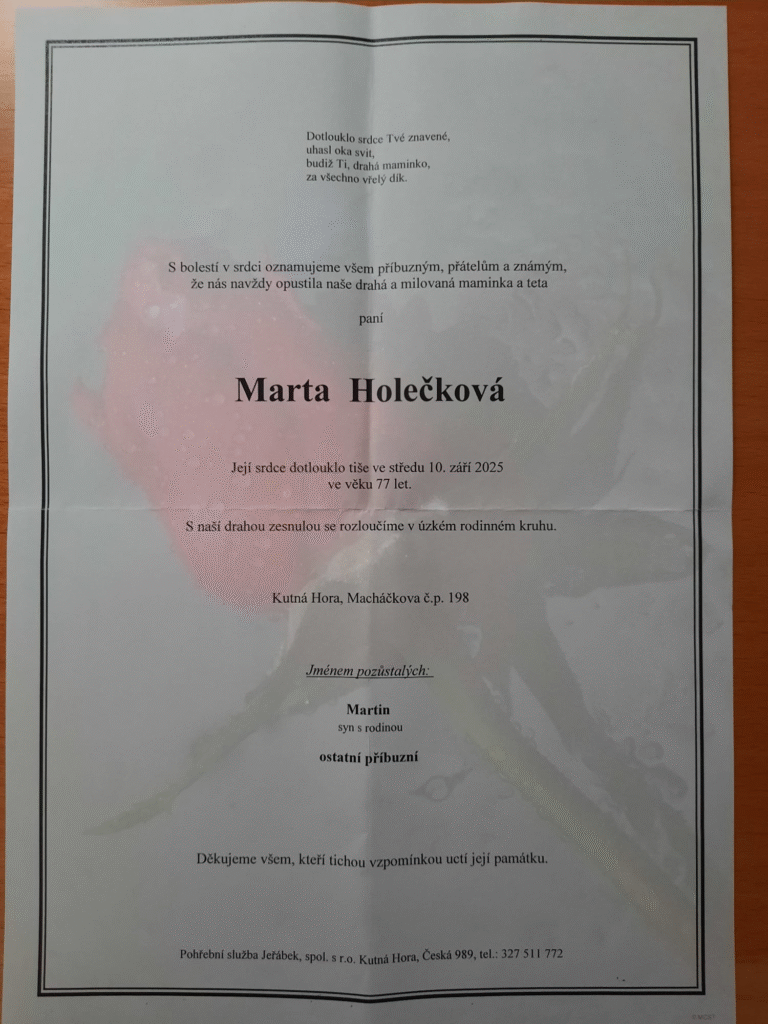 Dotlouklo srdce Tvé znavené,
uhasl oka svit,
budiž Ti, drahá maminko,
za všechno vřelý dík.
S bolestí v srdci oznamujeme všem příbuzným, přátelům a známým,
že nás navždy opustila naše drahá a milovaná maminka a teta
paní
Marta Holečková
Její srdce dotlouklo tiše ve středu 10. září 2025
ve věku 77 let.
S naší drahou zesnulou se rozloučíme v úzkém rodinném kruhu.
Kutná Hora, Macháčkova č.p. 198
Jménem pozůstalých:
Martin
syn s rodinou
ostatní příbuzní
Děkujeme všem, kteří tichou vzpomínkou uctí její památku.
Pohřební služba Jeřábek, spol. s r.o. Kutná Hora, Česká 989, tel.: 327 511 772